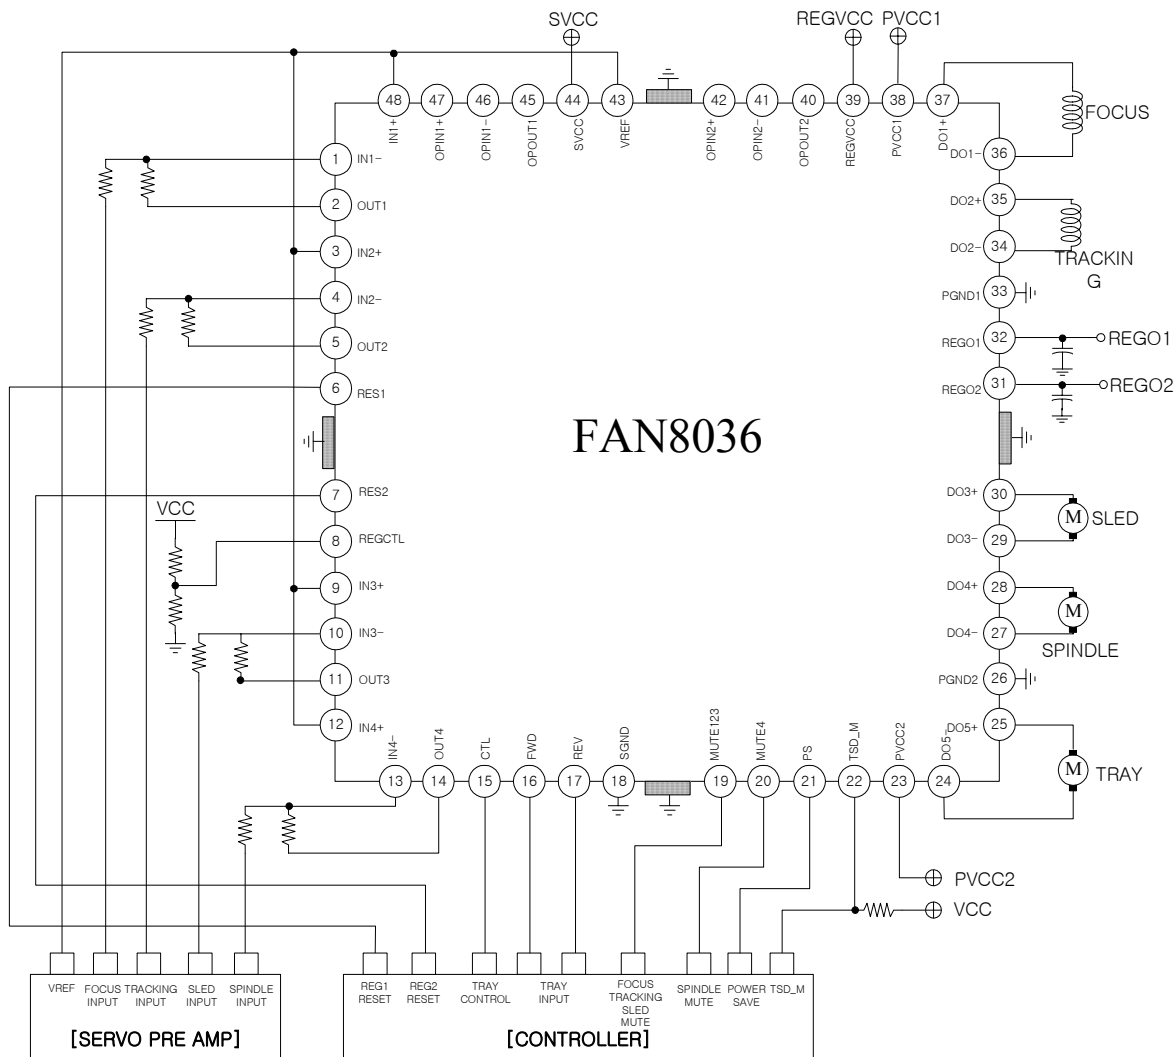 SVCC
REGVCC PVCC1
48 47 46 45 44 43 42 41 40 39 38 37
IN1+ OPIN1+ OPIN1- OPOUT1 SVCC VREF OPIN2+ OPIN2- OPOUT2 REGVCC PVCC1 DO1+
FOCUS
1 IN1-
DO1- 36
2 OUT1
DO2+ 35
3 IN2+
DO2- 34
TRACKIN
G
4 IN2-
PGND1 33
5 OUT2
REGO1 32
REGO1
6 RES1
REGO2 31
REGO2
FAN8036
7 RES2
DO3+ 30
VCC
M SLED
8 REGCTL
DO3- 29
9 IN3+
DO4+ 28
M
10 IN3-
DO4- 27
SPINDLE
11 OUT3
PGND2 26
12 IN4+
DO5+ 25
IN4- OUT4 CTL FWD REV SGND MUTE123 MUTE4 PS TSD_M PVCC2 DO5-
13 14 15 16 17 18 19 20 21 22 23 24
M TRAY
PVCC2
VCC
VREF
FOCUS
INPUT
TRACKING
INPUT
SLED
INPUT
SPINDLE
INPUT
[SERVO PRE AMP]
REG1
RESET
REG2
RESET
TRAY
CONTROL
TRAY
INPUT
FOCUS
TRACKING
SLED
MUTE
SPINDLE
MUTE
POWER
SAVE
TSD_M
[CONTROLLER]